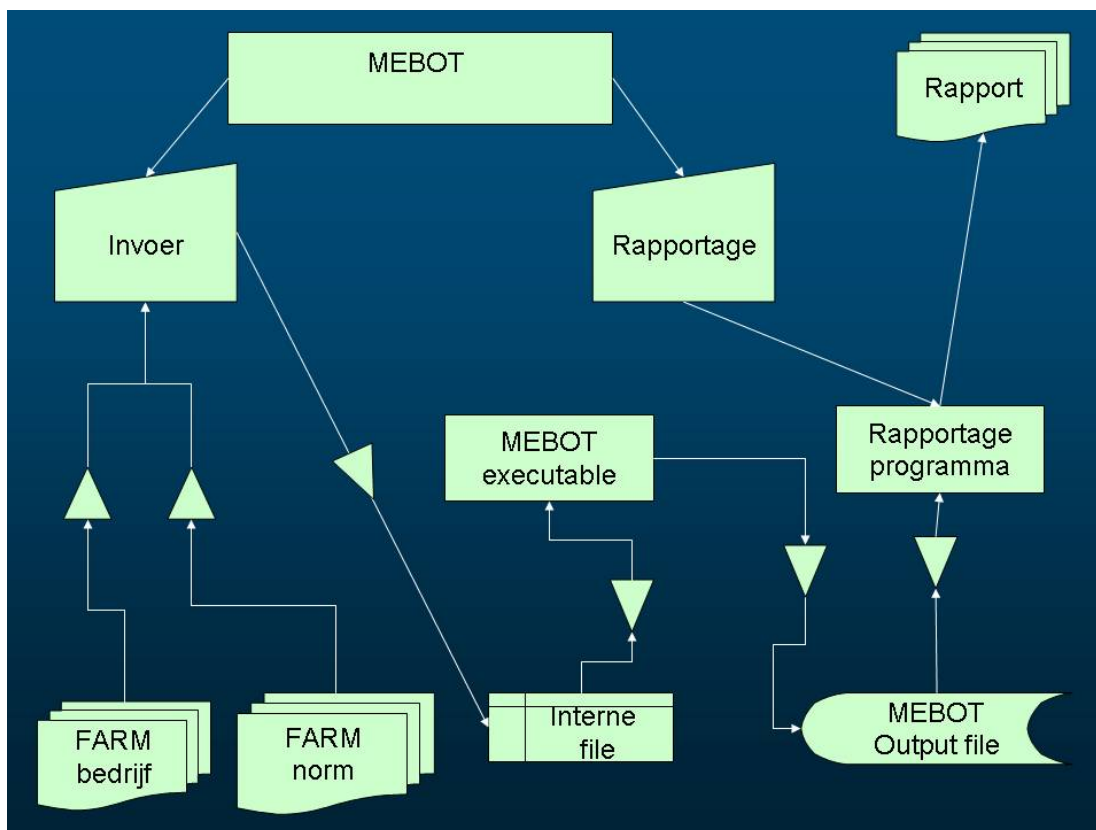 MEBOT
Rapport
Invoer
Rapportage
MEBOT
executable
Rapportage
programma
FARM
bedrijf
FARM
norm
Interne
file
MEBOT
Output file